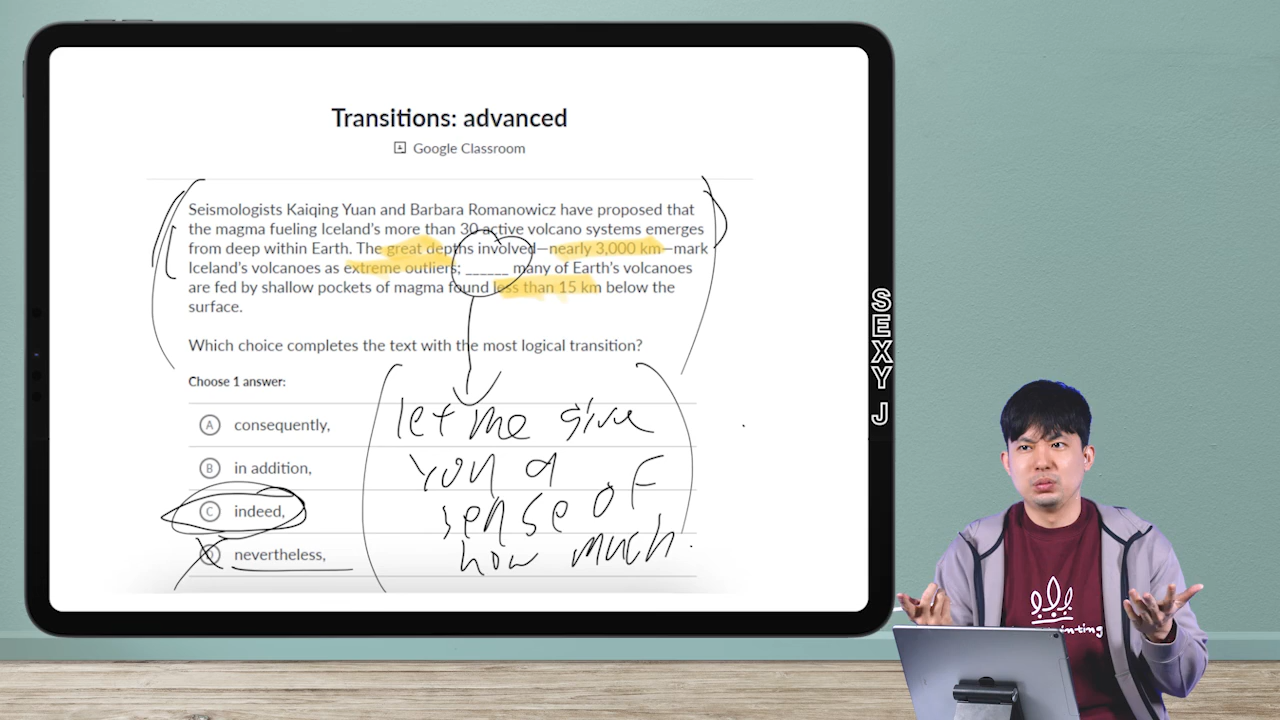 Transitions: advanced
Google Classroom
Seismologists Kaiqing Yuan and Barbara Romanowicz have proposed that
the magma fueling Iceland's more than 30 active volcano systems emerges
from deep within Earth. The great depths involved—nearly 3,000 km—mark
Iceland's volcanoes as extreme outliers; ______ many of Earth's volcanoes
are fed by shallow pockets of magma found less than 15 km below the
surface.
Which choice completes the text with the most logical transition?
Choose 1 answer:
A consequently,
B in addition,
C indeed,
D nevertheless,
let me give
you a
sense of
how much.
SEXY J